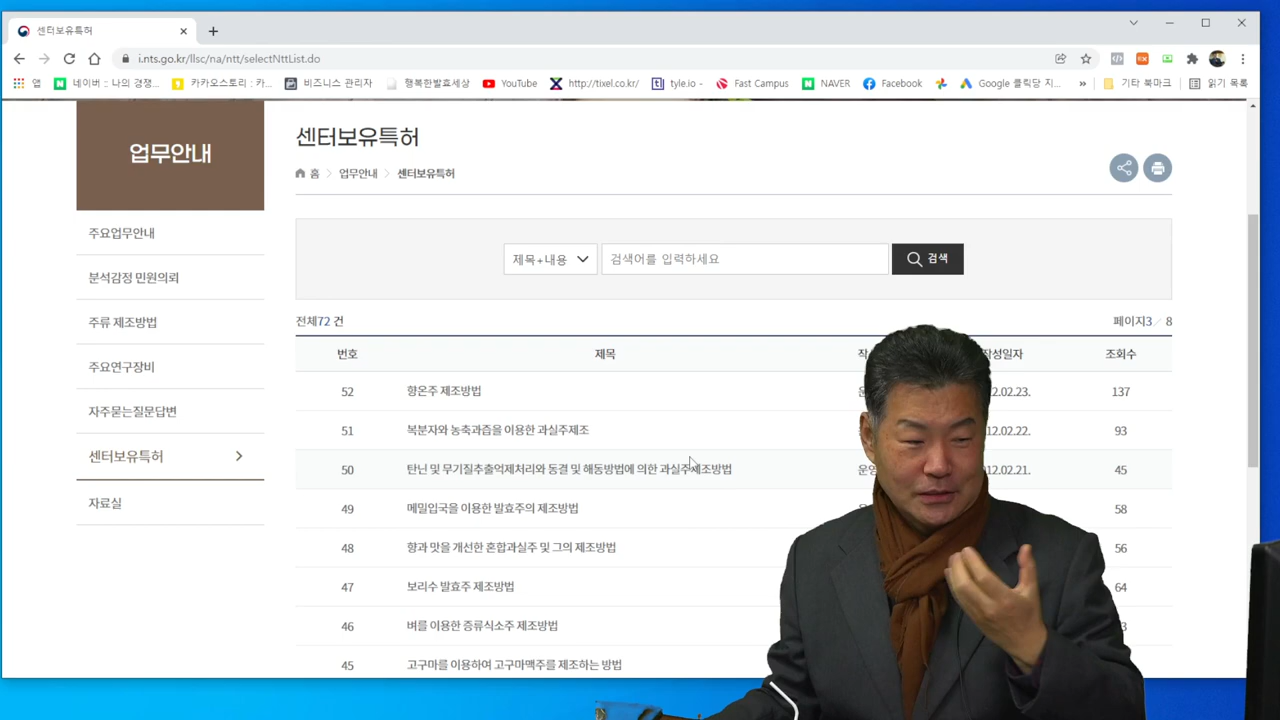 센터보유특허
i.nts.go.kr/llsc/na/ntt/selectNttList.do
앱 네이버 :: 나의 경쟁... 카카오스토리 : 카... 비즈니스 관리자 행복한발효세상 YouTube http://tixel.co.kr/ tyle.io - Fast Campus NAVER Facebook Google 클릭당 지... » 기타 북마크 읽기 목록
업무안내
주요업무안내
분석감정 민원의뢰
주류 제조방법
주요연구장비
자주묻는질문답변
센터보유특허
자료실
센터보유특허
홈 > 업무안내 > 센터보유특허
제목+내용 검색어를 입력하세요 검색
전체72 건 페이지3 / 8
번호 제목 작성일자 조회수
52 향온주 제조방법 12.02.23. 137
51 복분자와 농축과즙을 이용한 과실주제조 12.02.22. 93
50 탄닌 및 무기질추출억제처리와 동결 및 해동방법에 의한 과실주제조방법 운영 12.02.21. 45
49 메밀입국을 이용한 발효주의 제조방법 58
48 향과 맛을 개선한 혼합과실주 및 그의 제조방법 56
47 보리수 발효주 제조방법 64
46 벼를 이용한 증류식소주 제조방법 3
45 고구마를 이용하여 고구마맥주를 제조하는 방법